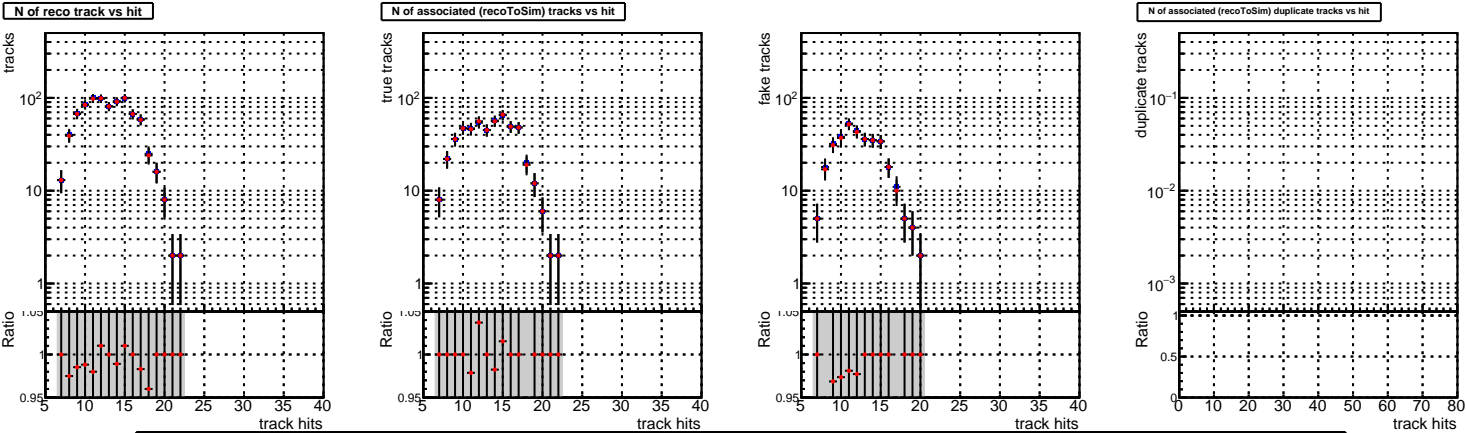 N of reco track vs hit
tracks
10²
10
1
Ratio
1.05
1
0.95
5 10 15 20 25 30 35 40
track hits
N of associated (recoToSim) tracks vs hit
true tracks
10²
10
1
Ratio
1.05
1
0.95
5 10 15 20 25 30 35 40
track hits
fake tracks
10²
10
1
Ratio
1.05
1
0.95
5 10 15 20 25 30 35 40
track hits
N of associated (recoToSim) duplicate tracks vs hit
duplicate tracks
10⁻¹
10⁻²
10⁻³
Ratio
1
0.5
0
0 10 20 30 40 50 60 70 80
track hits